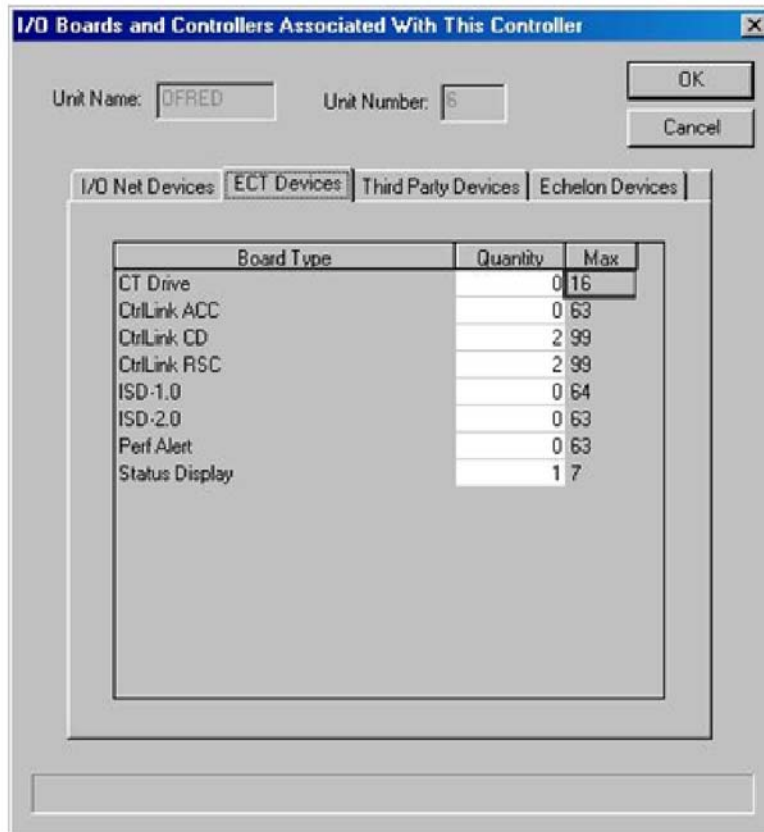 I/O Boards and Controllers Associated With This Controller
Unit Name: OFRED Unit Number: 6 OK
Cancel
I/O Net Devices ECT Devices Third Party Devices Echelon Devices
Board Type Quantity Max
CT Drive 0 16
CtrlLink ACC 0 63
CtrlLink CD 2 99
CtrlLink RSC 2 99
ISD-1.0 0 64
ISD-2.0 0 63
Perf Alert 0 63
Status Display 1 7